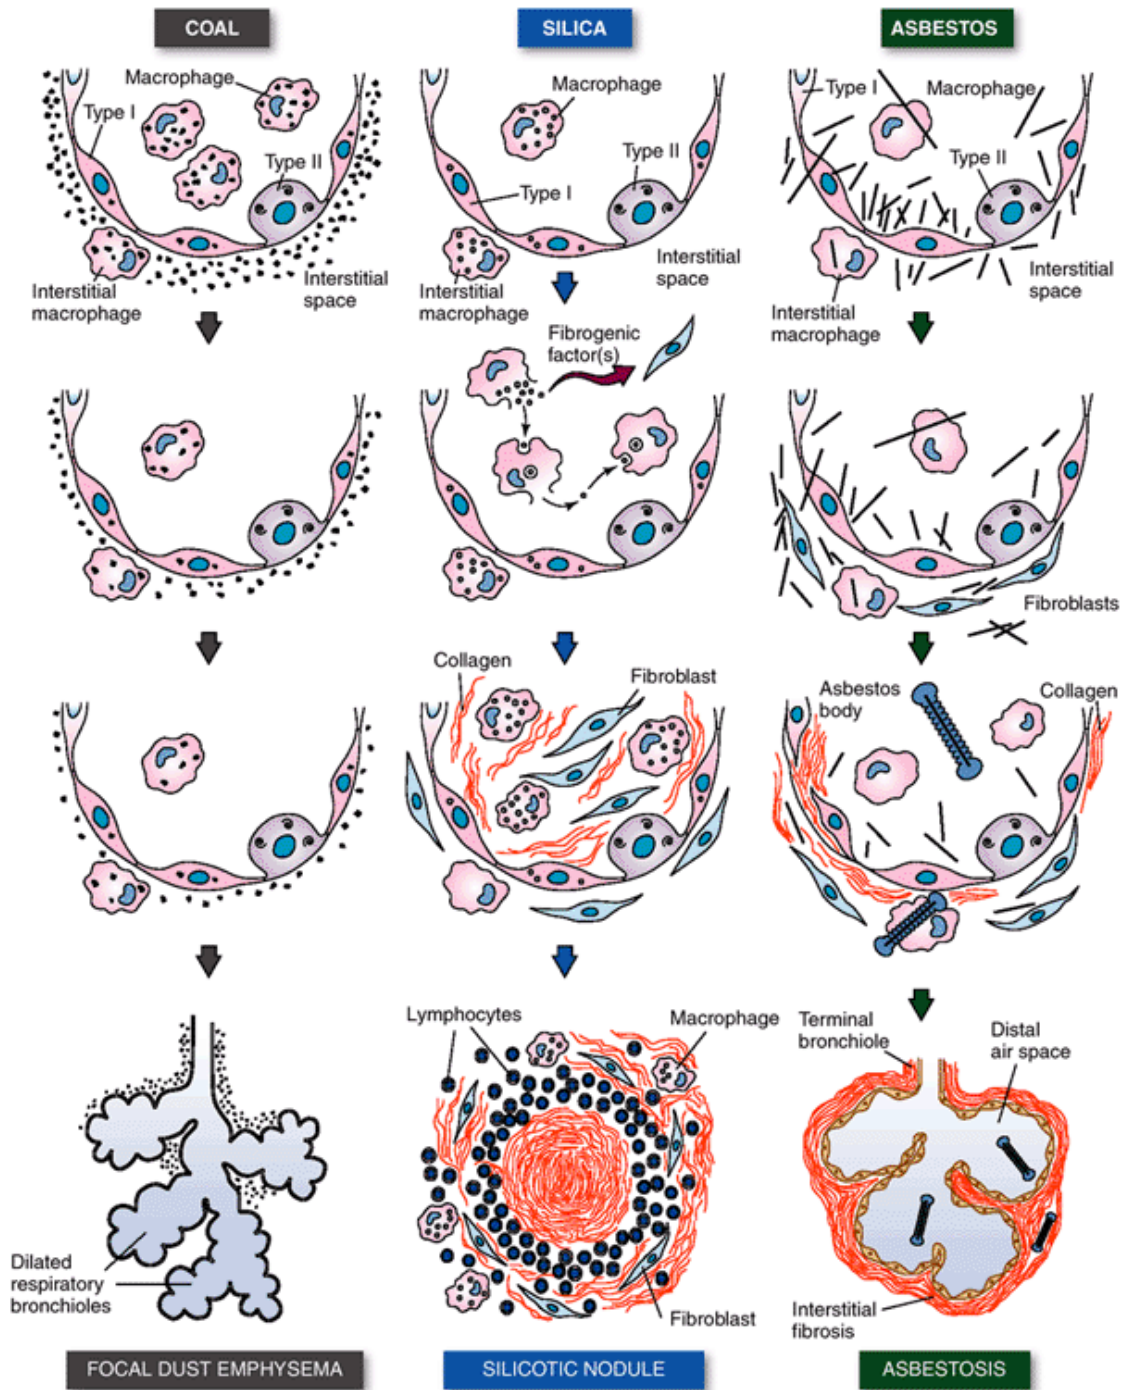 COAL
SILICA
ASBESTOS
Macrophage
Type I
Type II
Interstitial
macrophage
Interstitial
space
Macrophage
Type II
Type I
Interstitial
space
Interstitial
macrophage
Type I
Macrophage
Type II
Interstitial
space
Interstitial
macrophage
Fibrogenic
factor(s)
Fibroblasts
Collagen
Fibroblast
Asbestos
body
Collagen
Dilated
respiratory
bronchioles
Lymphocytes
Macrophage
Fibroblast
Terminal
bronchiole
Distal
air space
Interstitial
fibrosis
FOCAL DUST EMPHYSEMA
SILICOTIC NODULE
ASBESTOSIS